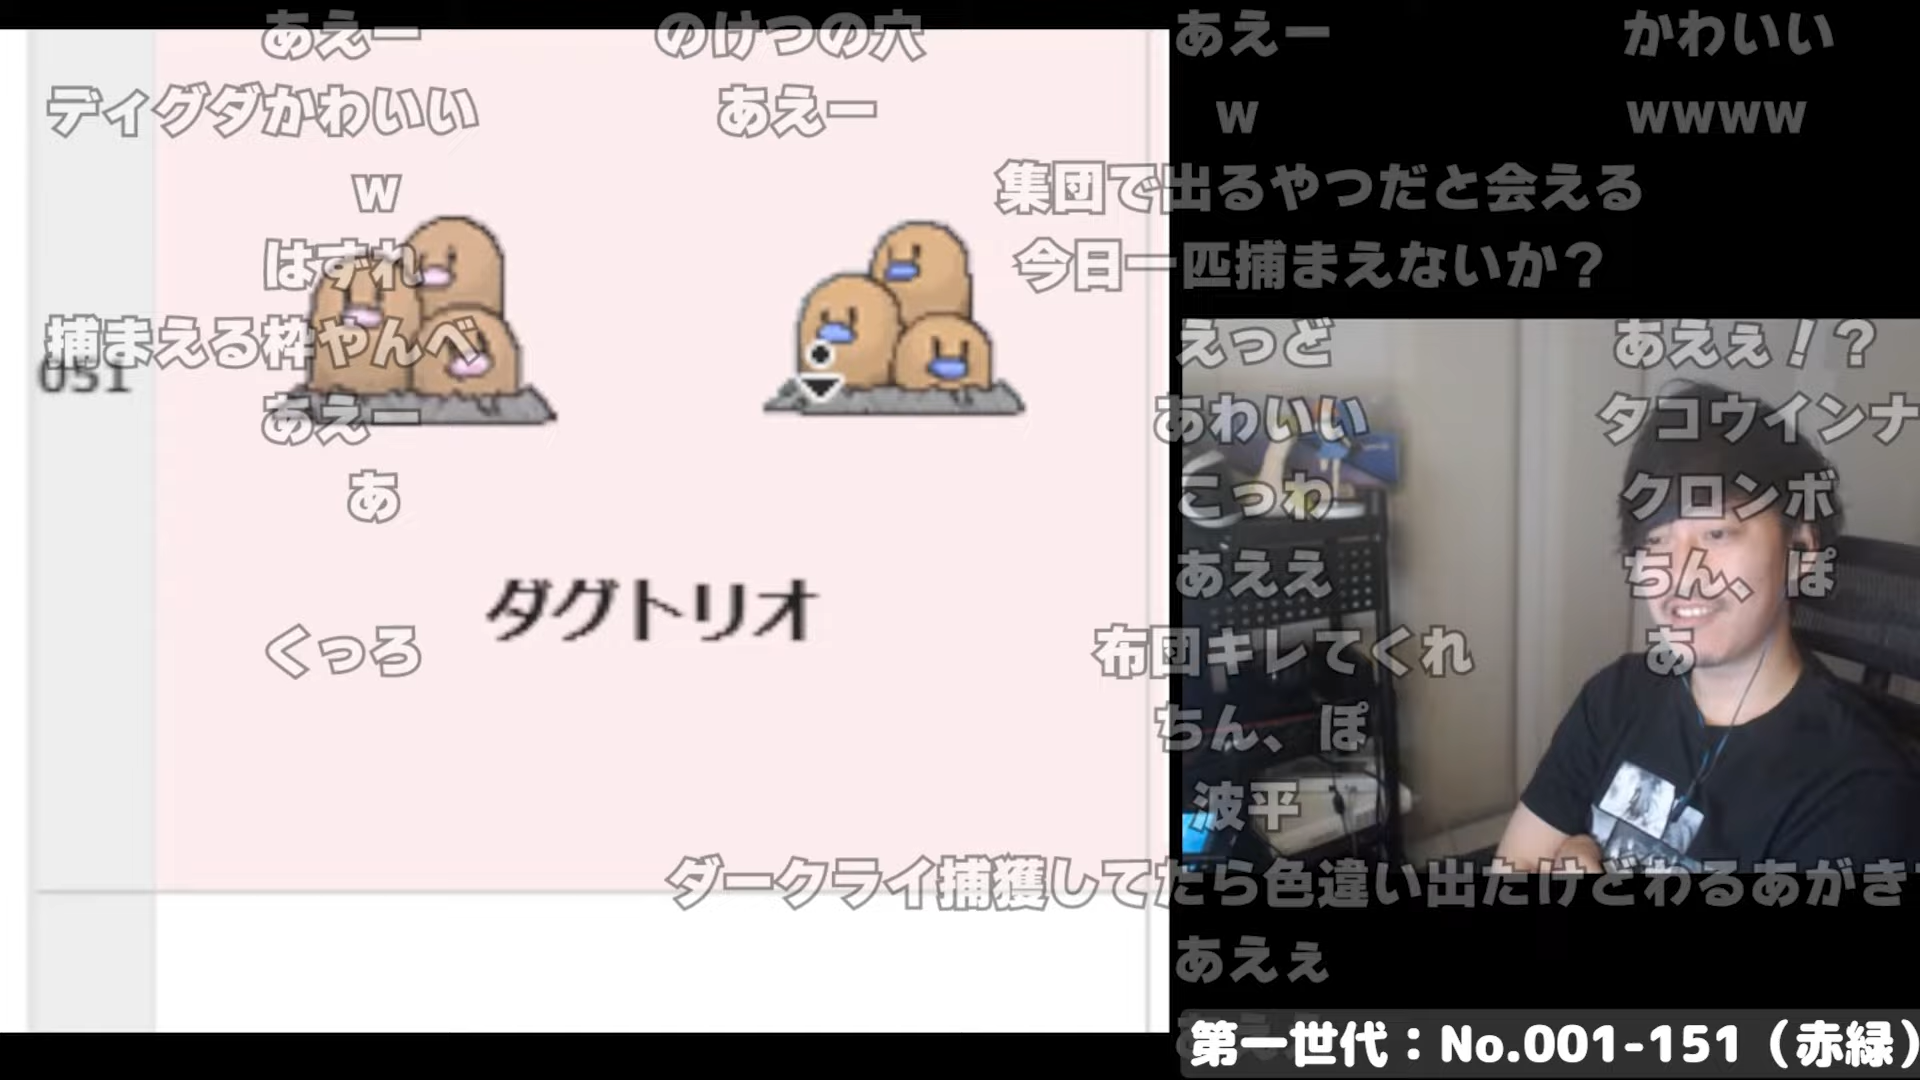 あえー
のけつの穴
あえー
かわいい
ディグダかわいい
あえー
w
wwww
w
集団で出るやつだと会える
はずれ
今日一匹捕まえないか？
捕まえる枠やんべ
えっど
あえぇ！？
051
あえー
あわいい
タコウインナ
あ
こっわ
クロンボ
あええ
ちん、ぽ
ダグトリオ
くっろ
布団キレてくれ
あ
ちん、ぽ
波平
ダークライ捕獲してたら色違い出たけどわるあがき
あえぇ
第一世代：No.001-151（赤緑）